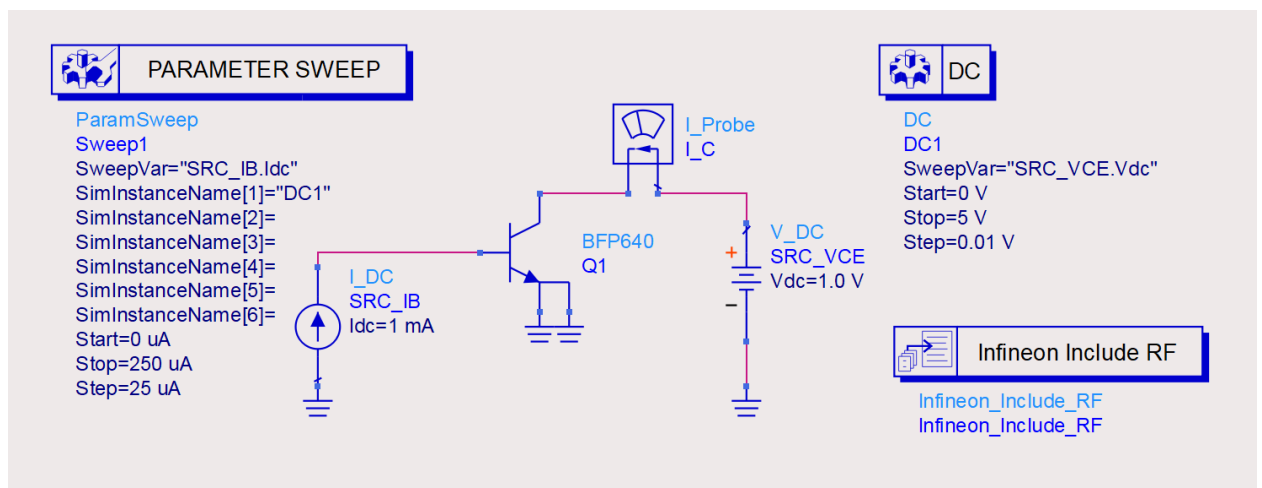 PARAMETER SWEEP
ParamSweep
Sweep1
SweepVar="SRC_IB.Idc"
SimInstanceName[1]="DC1"
SimInstanceName[2]=
SimInstanceName[3]=
SimInstanceName[4]=
SimInstanceName[5]=
SimInstanceName[6]=
Start=0 uA
Stop=250 uA
Step=25 uA
I_DC
SRC_IB
Idc=1 mA
I_Probe
I_C
BFP640
Q1
+
V_DC
SRC_VCE
Vdc=1.0 V
−
DC
DC
DC1
SweepVar="SRC_VCE.Vdc"
Start=0 V
Stop=5 V
Step=0.01 V
Infineon Include RF
Infineon_Include_RF
Infineon_Include_RF